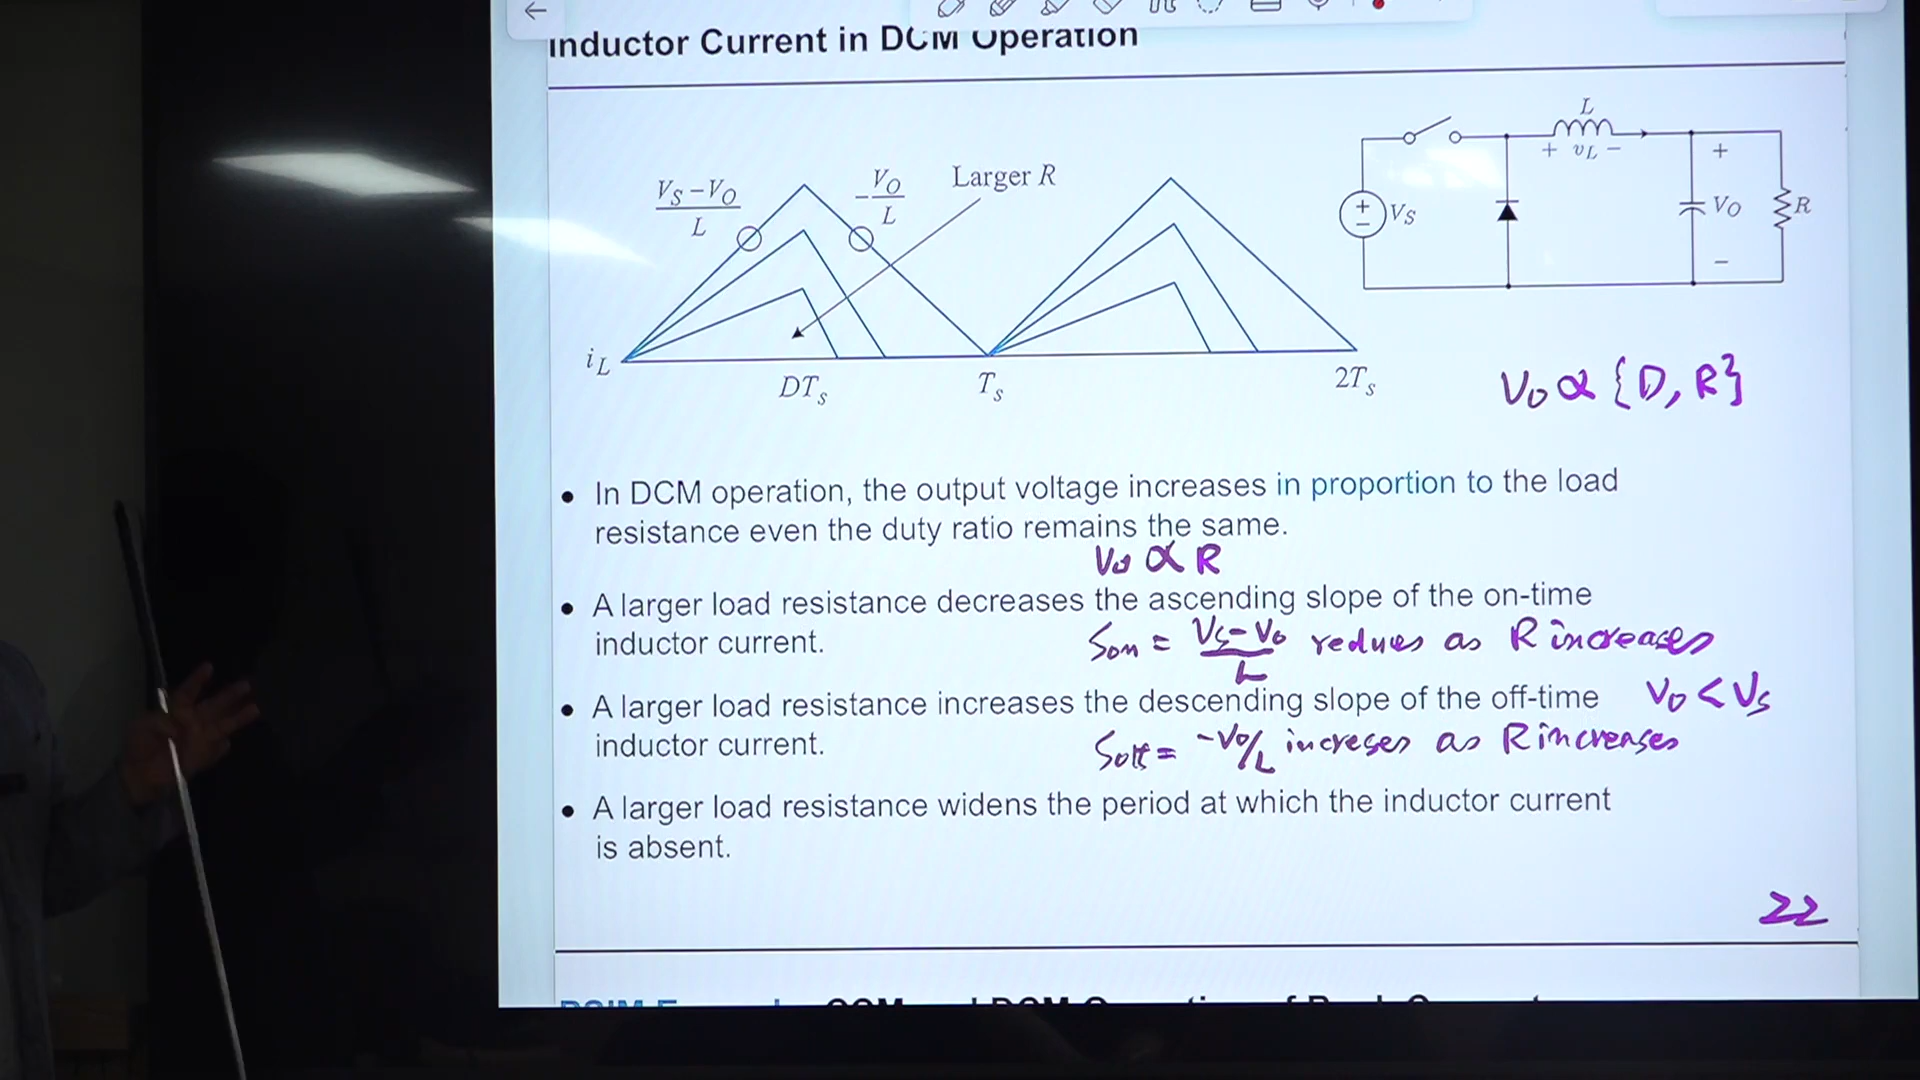 Inductor Current in DCM Operation
L
+ vL −
VS − VO
L
−VO
L
Larger R
+
−
VS
+
VO
−
R
iL
DTs
Ts
2Ts
Vo ∝ {D, R}
• In DCM operation, the output voltage increases in proportion to the load
resistance even the duty ratio remains the same.
Vo ∝ R
• A larger load resistance decreases the ascending slope of the on-time
inductor current.
Son = Vs-Vo reduces as R increases
L
• A larger load resistance increases the descending slope of the off-time
Vo < Vs
inductor current.
Soff = -Vo/L increses as R increases
• A larger load resistance widens the period at which the inductor current
is absent.
22